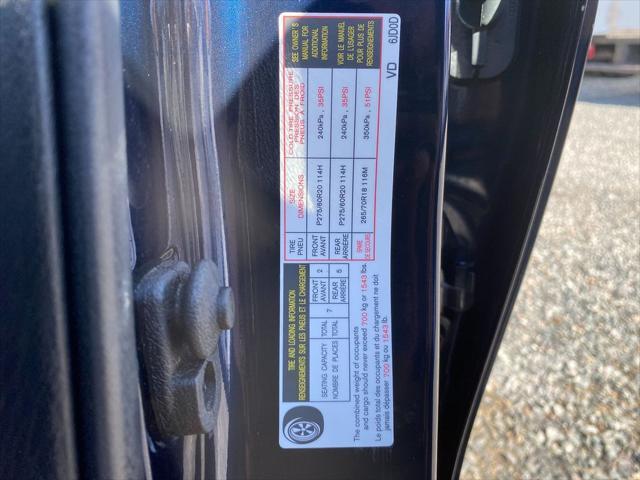 TIRE AND LOADING INFORMATION
RENSEIGNEMENTS SUR LES PNEUS ET LE CHARGEMENT
SEATING CAPACITY TOTAL 7 FRONT 2 REAR 5
NOMBRE DE PLACES TOTAL AVANT ARRIÈRE
The combined weight of occupants
and cargo should never exceed 700 kg or 1543 lbs.
Le poids total des occupants et du chargement ne doit
jamais dépasser 700 kg ou 1543 lb.
TIRE SIZE COLD TIRE PRESSURE
PNEU DIMENSIONS PRESSION DES
PNEUS A FROID
FRONT P275/60R20 114H 240kPa, 35PSI
AVANT
REAR P275/60R20 114H 240kPa, 35PSI
ARRIÈRE
SPARE 265/70R18 116M 350kPa, 51PSI
DE SECOURS
SEE OWNER'S
MANUAL FOR
ADDITIONAL
INFORMATION
VOIR LE MANUEL
DE L'USAGER
POUR PLUS DE
RENSEIGNEMENTS
VD 6JD0D